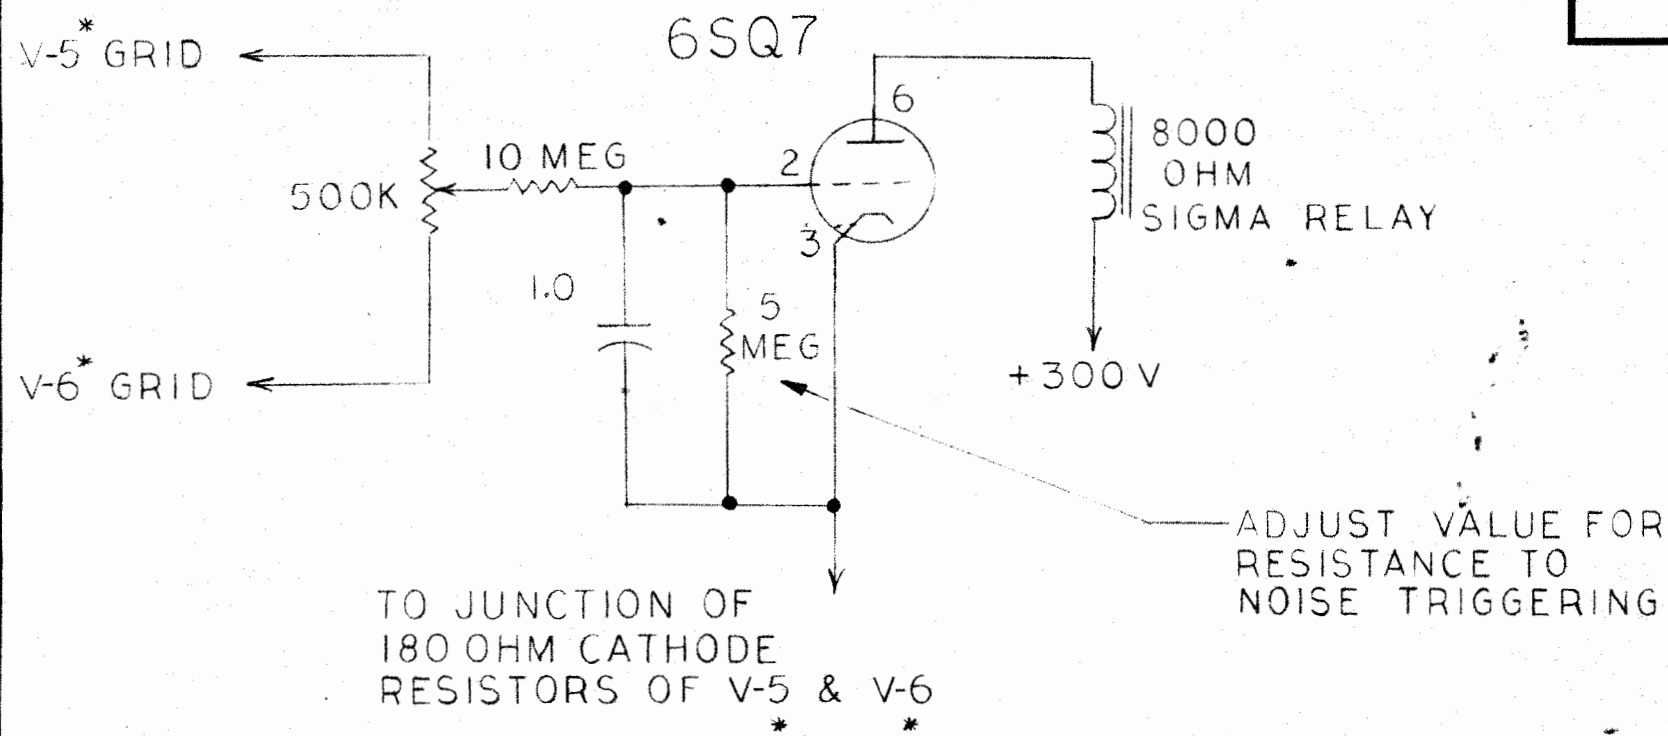 6SQ7
V-5* GRID
6
10 MEG
2
8000
OHM
SIGMA RELAY
500K
3
1.0
5
MEG
+300V
V-6* GRID
ADJUST VALUE FOR
RESISTANCE TO
NOISE TRIGGERING
TO JUNCTION OF
180 OHM CATHODE
RESISTORS OF V-5* & V-6*